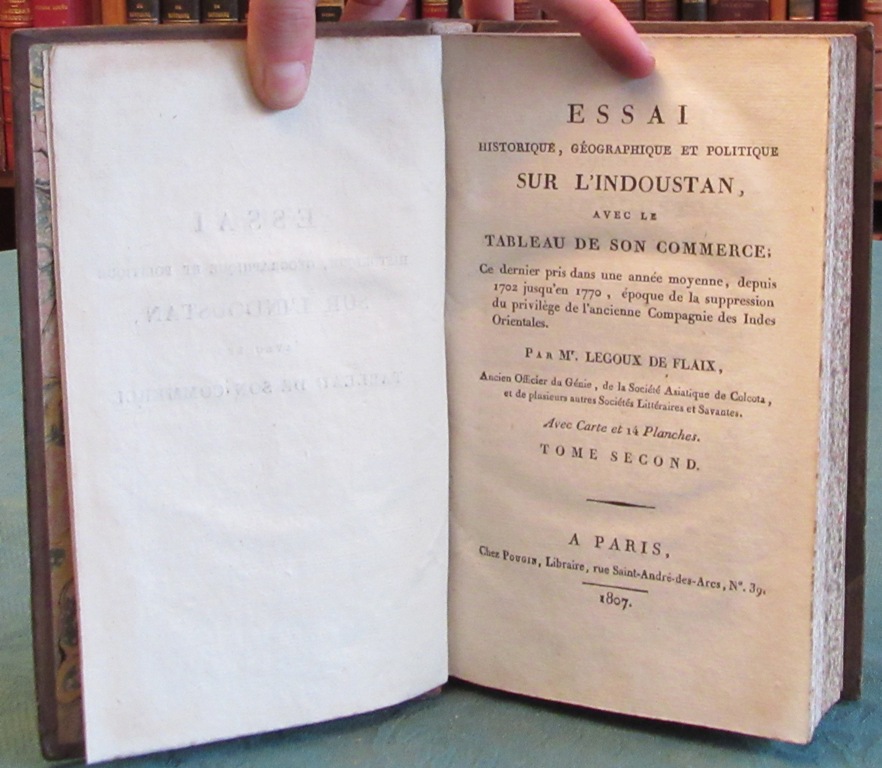 ESSAI
HISTORIQUE, GÉOGRAPHIQUE ET POLITIQUE
SUR L'INDOUSTAN,
AVEC LE
TABLEAU DE SON COMMERCE;
Ce dernier pris dans une année moyenne, depuis
1702 jusqu'en 1770, époque de la suppression
du privilège de l'ancienne Compagnie des Indes
Orientales.
PAR Mr. LEGOUX DE FLAIX,
Ancien Officier du Génie, de la Société Asiatique de Calcuta,
et de plusieurs autres Sociétés Littéraires et Savantes.
Avec Carte et 14 Planches.
TOME SECOND.
A PARIS,
Chez POUGIN, Libraire, rue Saint-André-des-Arcs, N°. 39.
1807.